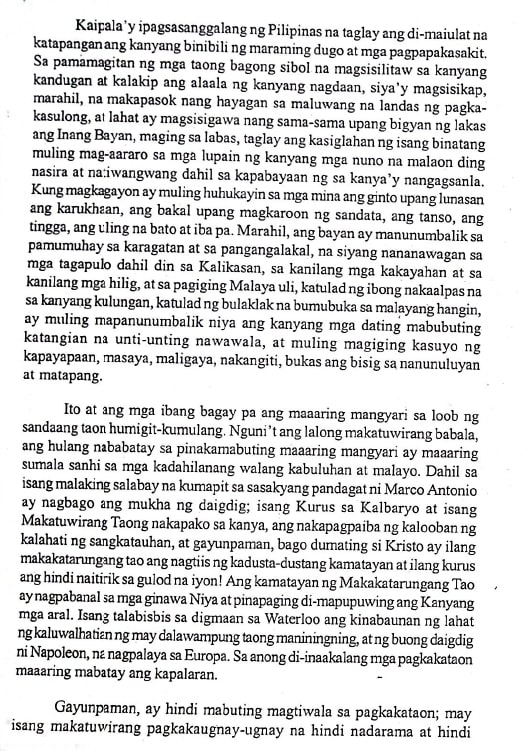 Kaipala'y ipagsasanggalang ng Pilipinas na taglay ang di-maiulat na
katapangan ang kanyang binibili ng maraming dugo at mga pagpapakasakit.
Sa pamamagitan ng mga taong bagong sibol na magsisilitaw sa kanyang
kandugan at kalakip ang alaala ng kanyang nagdaan, siya'y magsisikap,
marahil, na makapasok nang hayagan sa maluwang na landas ng pagka-
kasulong, at lahat ay magsisigawa nang sama-sama upang bigyan ng lakas
ang Inang Bayan, maging sa labas, taglay ang kasiglahan ng isang binatang
muling mag-aararo sa mga lupain ng kanyang mga nuno na malaon ding
nasira at naiwangwang dahil sa kapabayaan ng sa kanya'y nangagsanla.
Kung magkagayon ay muling huhukayin sa mga mina ang ginto upang lunasan
ang karukhaan, ang bakal upang magkaroon ng sandata, ang tanso, ang
tingga, ang uling na bato at iba pa. Marahil, ang bayan ay manunumbalik sa
pamumuhay sa karagatan at sa pangangalakal, na siyang nananawagan sa
mga tagapulo dahil din sa Kalikasan, sa kanilang mga kakayahan at sa
kanilang mga hilig, at sa pagiging Malaya uli, katulad ng ibong nakaalpas na
sa kanyang kulungan, katulad ng bulaklak na bumubuka sa malayang hangin,
ay muling mapanunumbalik niya ang kanyang mga dating mabubuting
katangian na unti-unting nawawala, at muling magiging kasuyo ng
kapayapaan, masaya, maligaya, nakangiti, bukas ang bisig sa nanunuluyan
at matapang.
Ito at ang mga ibang bagay pa ang maaaring mangyari sa loob ng
sandaang taon humigit-kumulang. Nguni't ang lalong makatuwirang babala,
ang hulang nababatay sa pinakamabuting maaaring mangyari ay maaaring
sumala sanhi sa mga kadahilanang walang kabuluhan at malayo. Dahil sa
isang malaking salabay na kumapit sa sasakyang pandagat ni Marco Antonio
ay nagbago ang mukha ng daigdig; isang Kurus sa Kalbaryo at isang
Makatuwirang Taong nakapako sa kanya, ang nakapagpaiba ng kalooban ng
kalahati ng sangkatauhan, at gayunpaman, bago dumating si Kristo ay ilang
makakatarungang tao ang nagtiis ng kadusta-dustang kamatayan at ilang kurus
ang hindi naitirik sa gulod na iyon! Ang kamatayan ng Makakatarungang Tao
ay nagpabanal sa mga ginawa Niya at pinapaging di-mapupuwing ang Kanyang
mga aral. Isang talabisbis sa digmaan sa Waterloo ang kinabaunan ng lahat
ng kaluwalhatian ng may dalawampung taong maniningning, at ng buong daigdig
ni Napoleon, na nagpalaya sa Europa. Sa anong di-inaakalang mga pagkakataon
maaaring mabatay ang kapalaran.
Gayunpaman, ay hindi mabuting magtiwala sa pagkakataon; may
isang makatuwirang pagkakaugnay-ugnay na hindi nadarama at hindi